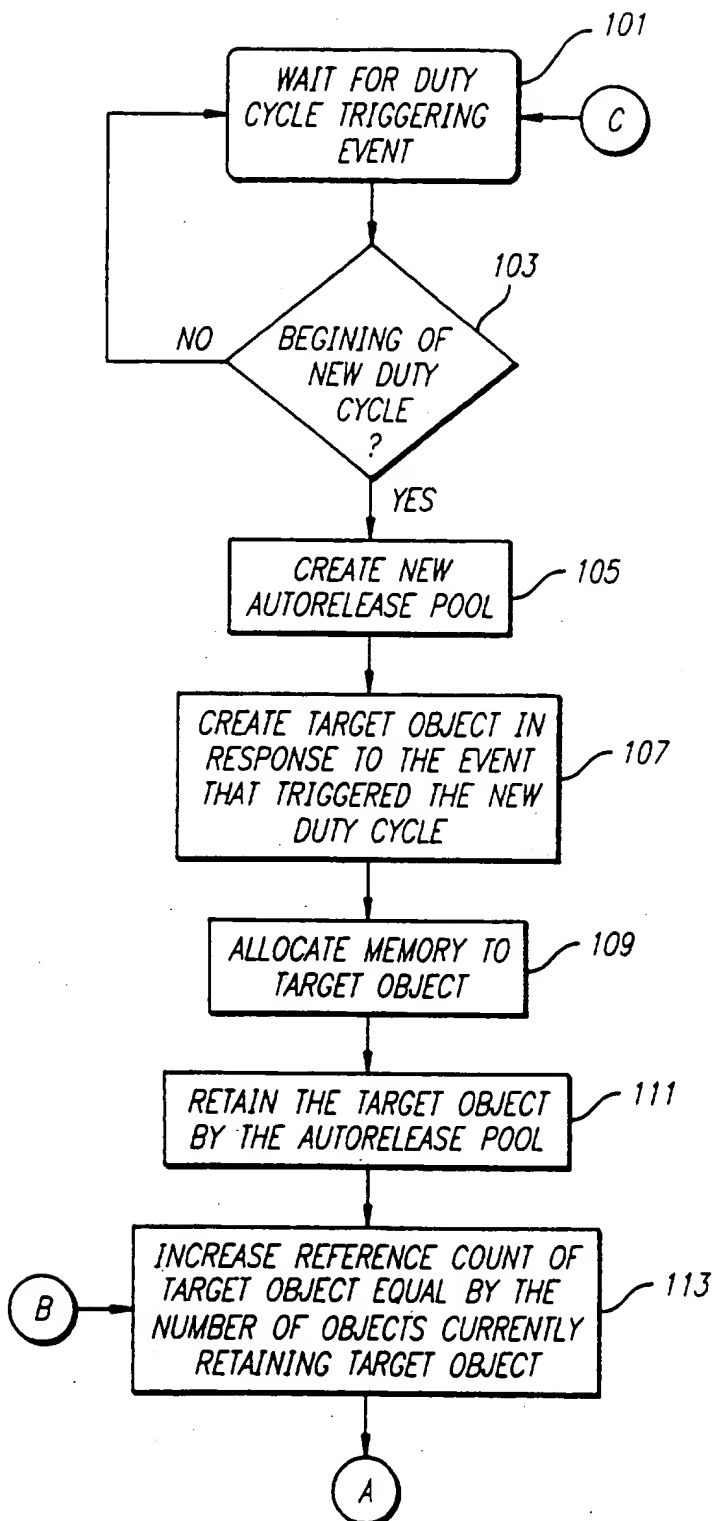 101
WAIT FOR DUTY
CYCLE TRIGGERING
EVENT
C
103
NO
BEGINING OF
NEW DUTY
CYCLE
?
YES
CREATE NEW
AUTORELEASE POOL
105
CREATE TARGET OBJECT IN
RESPONSE TO THE EVENT
THAT TRIGGERED THE NEW
DUTY CYCLE
107
ALLOCATE MEMORY TO
TARGET OBJECT
109
RETAIN THE TARGET OBJECT
BY THE AUTORELEASE POOL
111
INCREASE REFERENCE COUNT OF
TARGET OBJECT EQUAL BY THE
NUMBER OF OBJECTS CURRENTLY
RETAINING TARGET OBJECT
113
B
A